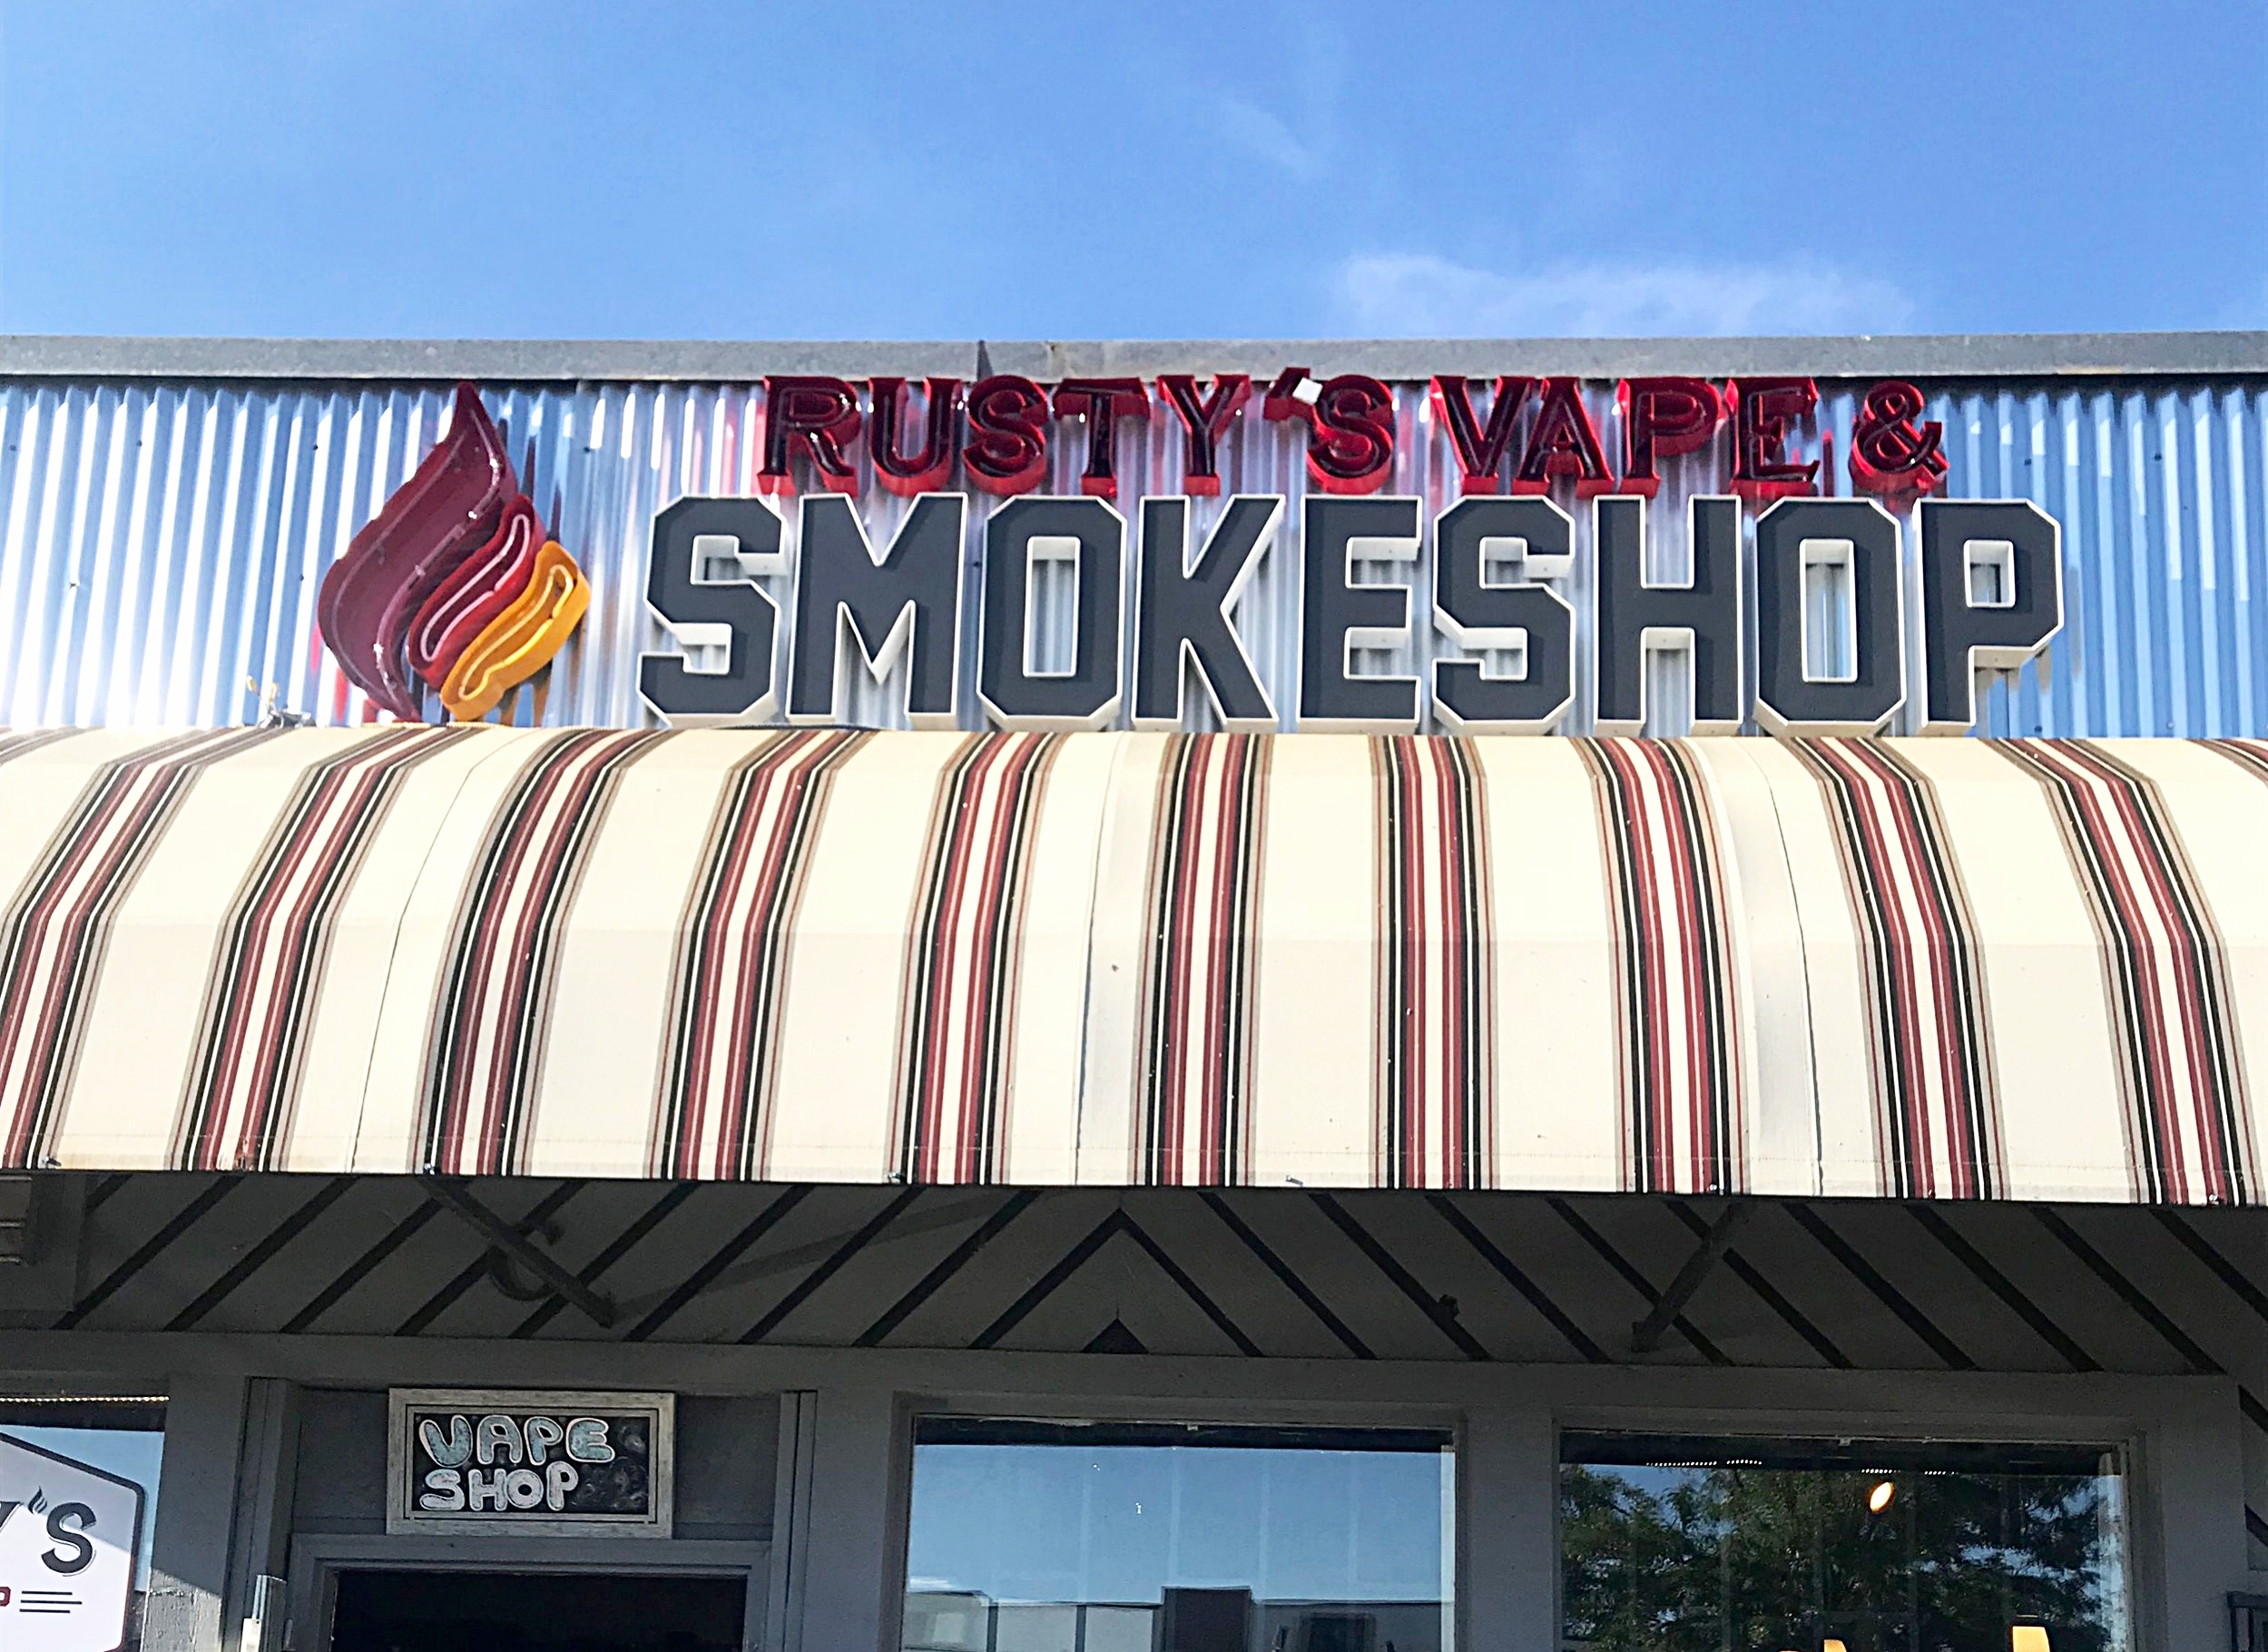 RUSTY'S VAPE &
SMOKESHOP
VAPE
SHOP
Y'S